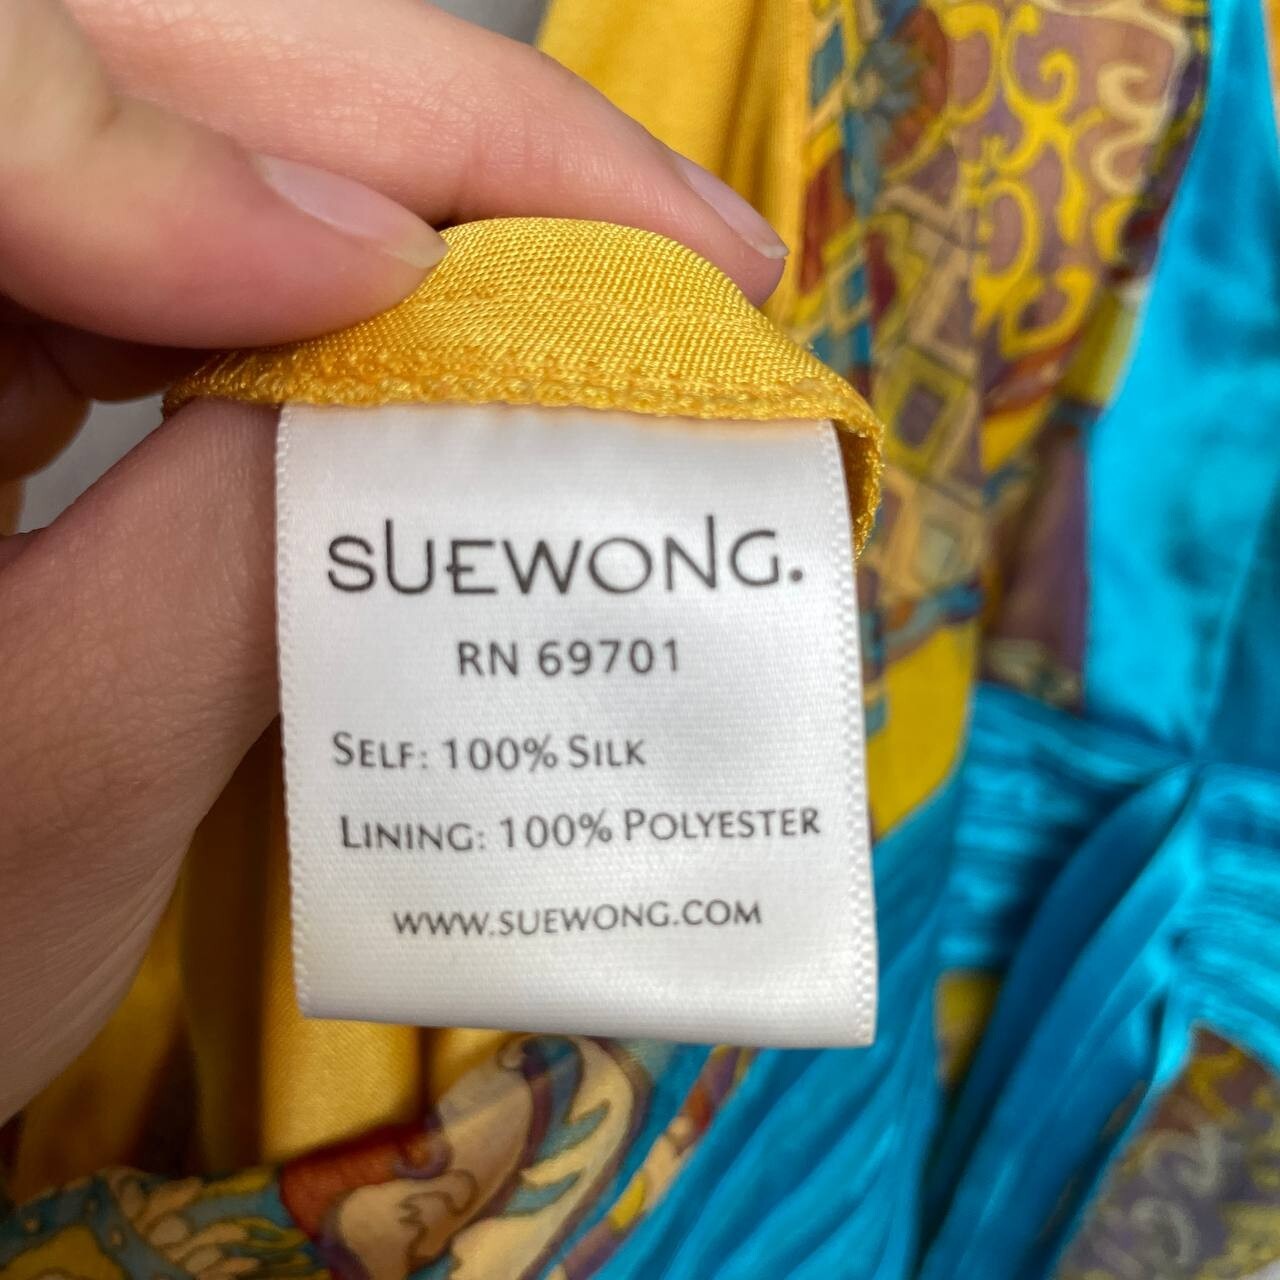 SUEWONG.
RN 69701
SELF: 100% SILK
LINING: 100% POLYESTER
WWW.SUEWONG.COM